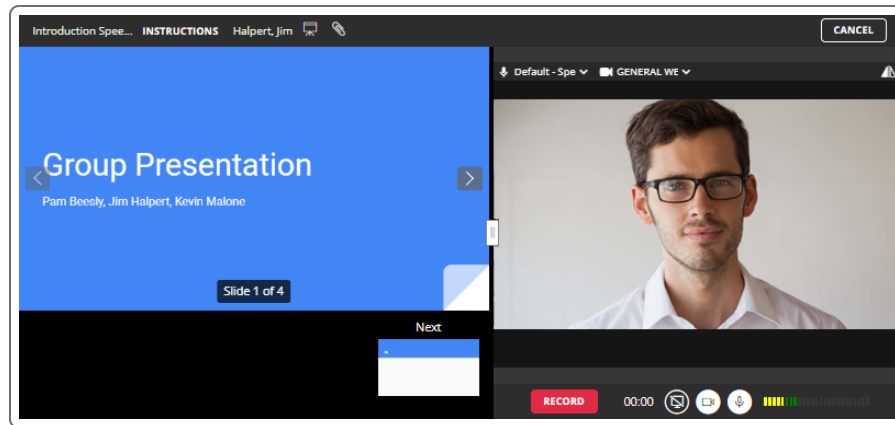 Introduction Spee... INSTRUCTIONS Halpert, Jim
CANCEL
Default - Spe
GENERAL WE
Group Presentation
Pam Beesly, Jim Halpert, Kevin Malone
Slide 1 of 4
Next
RECORD
00:00